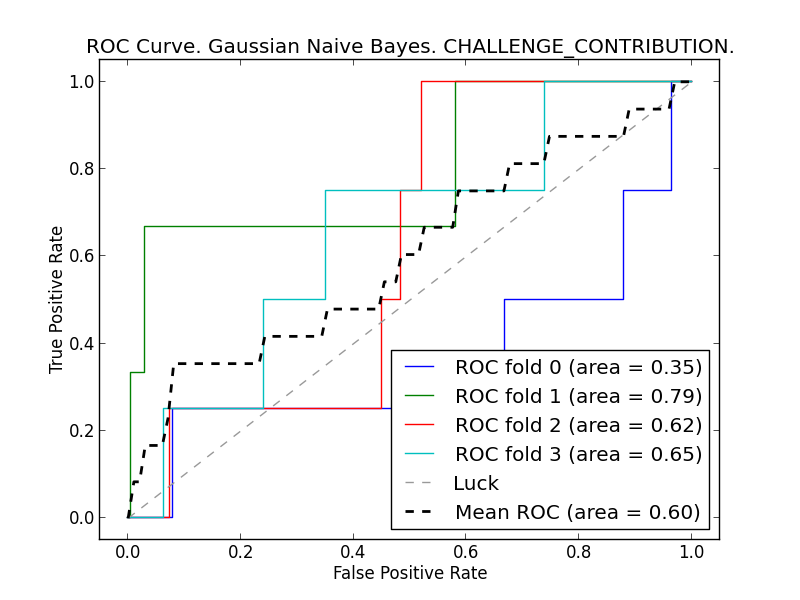 ROC Curve. Gaussian Naive Bayes. CHALLENGE_CONTRIBUTION.
1.0
0.8
0.6
0.4
0.2
0.0
True Positive Rate
ROC fold 0 (area = 0.35)
ROC fold 1 (area = 0.79)
ROC fold 2 (area = 0.62)
ROC fold 3 (area = 0.65)
Luck
Mean ROC (area = 0.60)
0.0 0.2 0.4 0.6 0.8 1.0
False Positive Rate